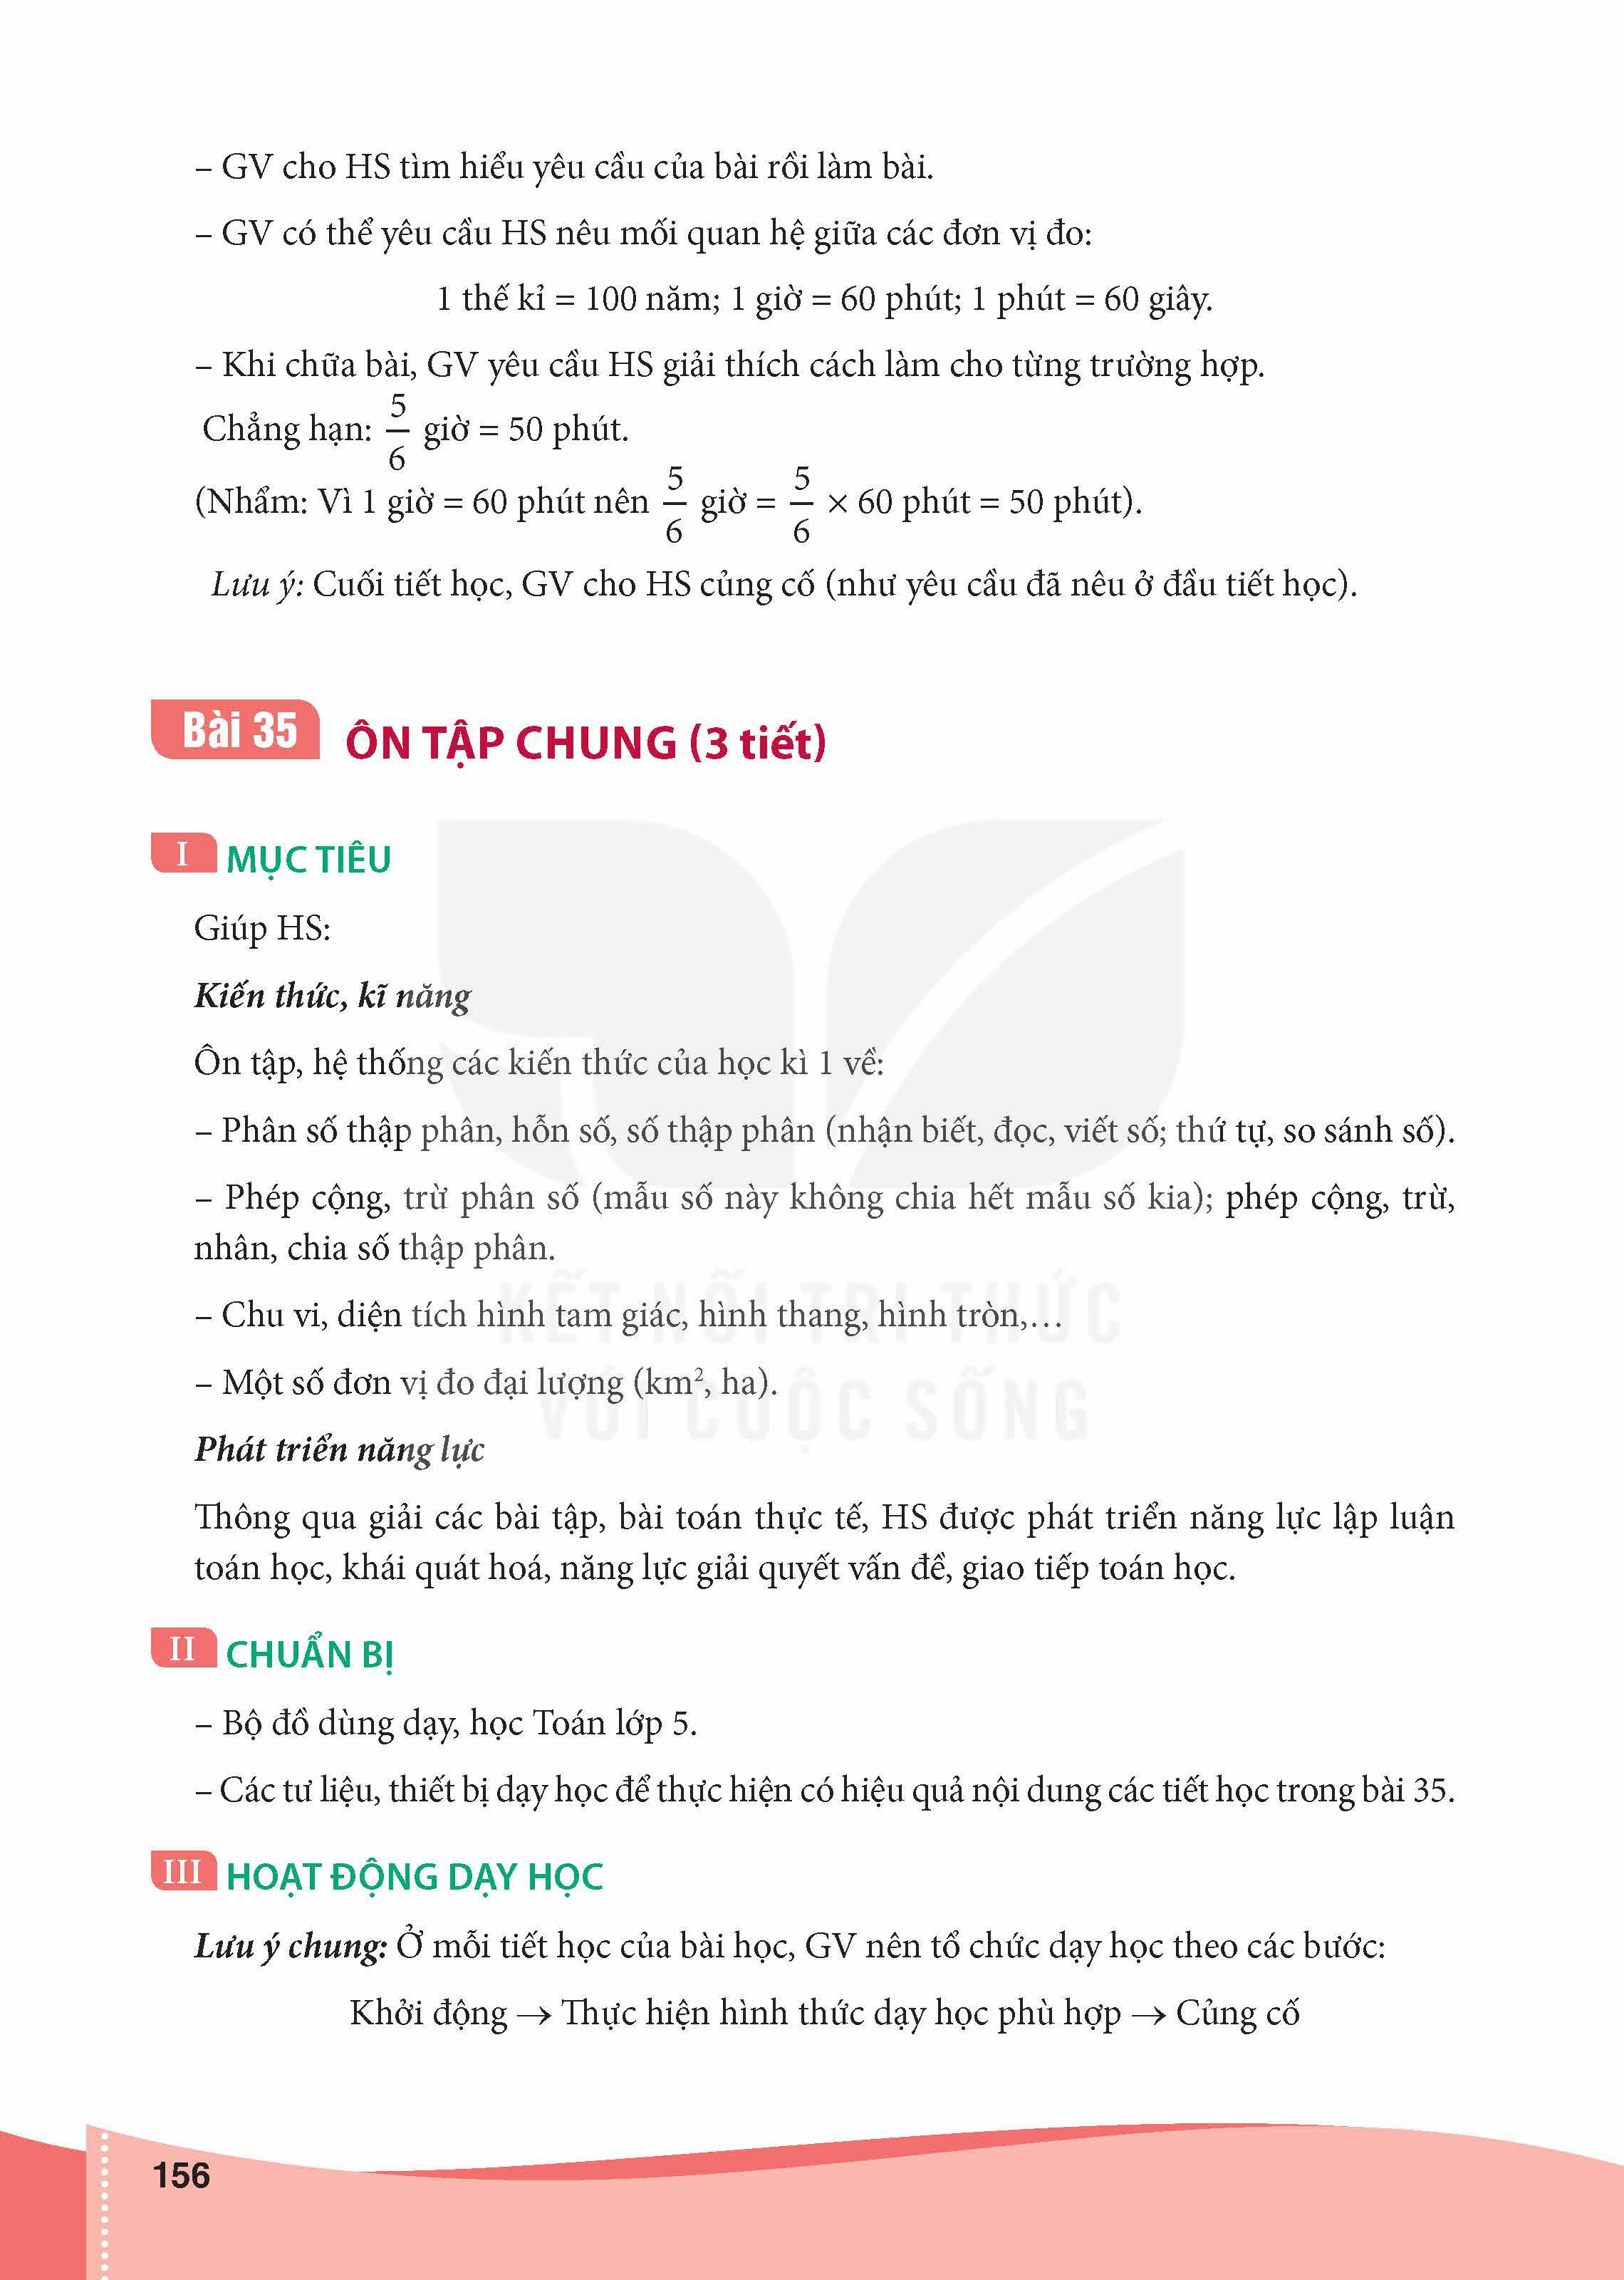 – GV cho HS tìm hiểu yêu cầu của bài rồi làm bài.
– GV có thể yêu cầu HS nêu mối quan hệ giữa các đơn vị đo:
1 thế kỉ = 100 năm; 1 giờ = 60 phút; 1 phút = 60 giây.
– Khi chữa bài, GV yêu cầu HS giải thích cách làm cho từng trường hợp.
Chẳng hạn: 5/6 giờ = 50 phút.
(Nhẩm: Vì 1 giờ = 60 phút nên 5/6 giờ = 5/6 × 60 phút = 50 phút).
Lưu ý: Cuối tiết học, GV cho HS củng cố (như yêu cầu đã nêu ở đầu tiết học).
Bài 35 ÔN TẬP CHUNG (3 tiết)
I MỤC TIÊU
Giúp HS:
Kiến thức, kĩ năng
Ôn tập, hệ thống các kiến thức của học kì 1 về:
– Phân số thập phân, hỗn số, số thập phân (nhận biết, đọc, viết số; thứ tự, so sánh số).
– Phép cộng, trừ phân số (mẫu số này không chia hết mẫu số kia); phép cộng, trừ,
nhân, chia số thập phân.
KẾT NỐI TRI THỨC
– Chu vi, diện tích hình tam giác, hình thang, hình tròn,…
– Một số đơn vị đo đại lượng (km², ha).
VỚI CUỘC SỐNG
Phát triển năng lực
Thông qua giải các bài tập, bài toán thực tế, HS được phát triển năng lực lập luận
toán học, khái quát hoá, năng lực giải quyết vấn đề, giao tiếp toán học.
II CHUẨN BỊ
– Bộ đồ dùng dạy, học Toán lớp 5.
– Các tư liệu, thiết bị dạy học để thực hiện có hiệu quả nội dung các tiết học trong bài 35.
III HOẠT ĐỘNG DẠY HỌC
Lưu ý chung: Ở mỗi tiết học của bài học, GV nên tổ chức dạy học theo các bước:
Khởi động → Thực hiện hình thức dạy học phù hợp → Củng cố
156